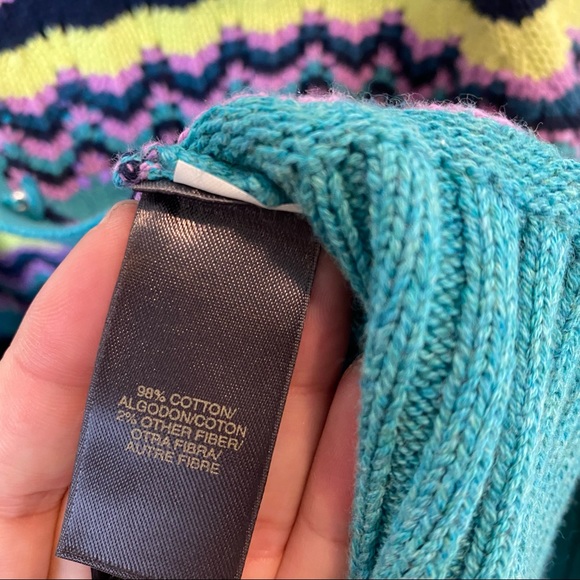 98% COTTON/
ALGODON/COTON
2% OTHER FIBER/
OTRA FIBRA/
AUTRE FIBRE